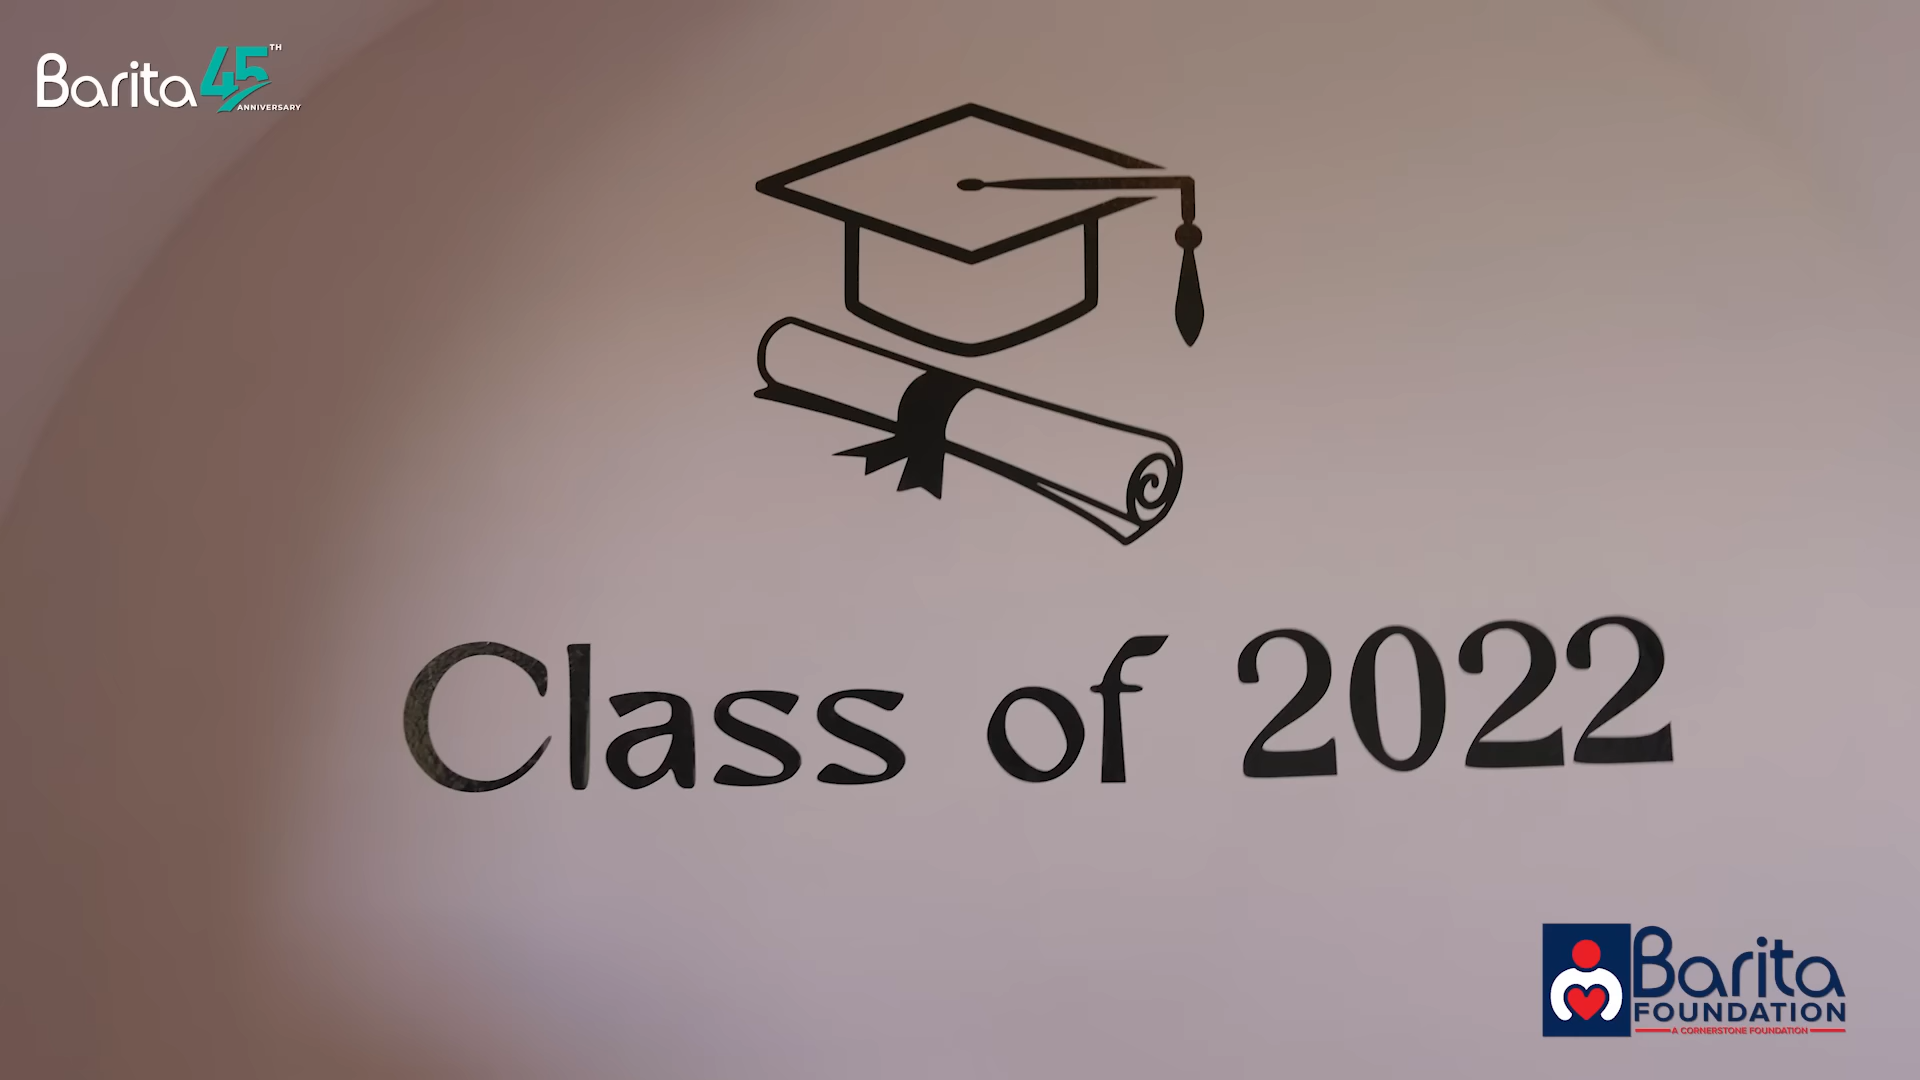 Barita 45TH
ANNIVERSARY
Class of 2022
Barita
FOUNDATION
A CORNERSTONE FOUNDATION